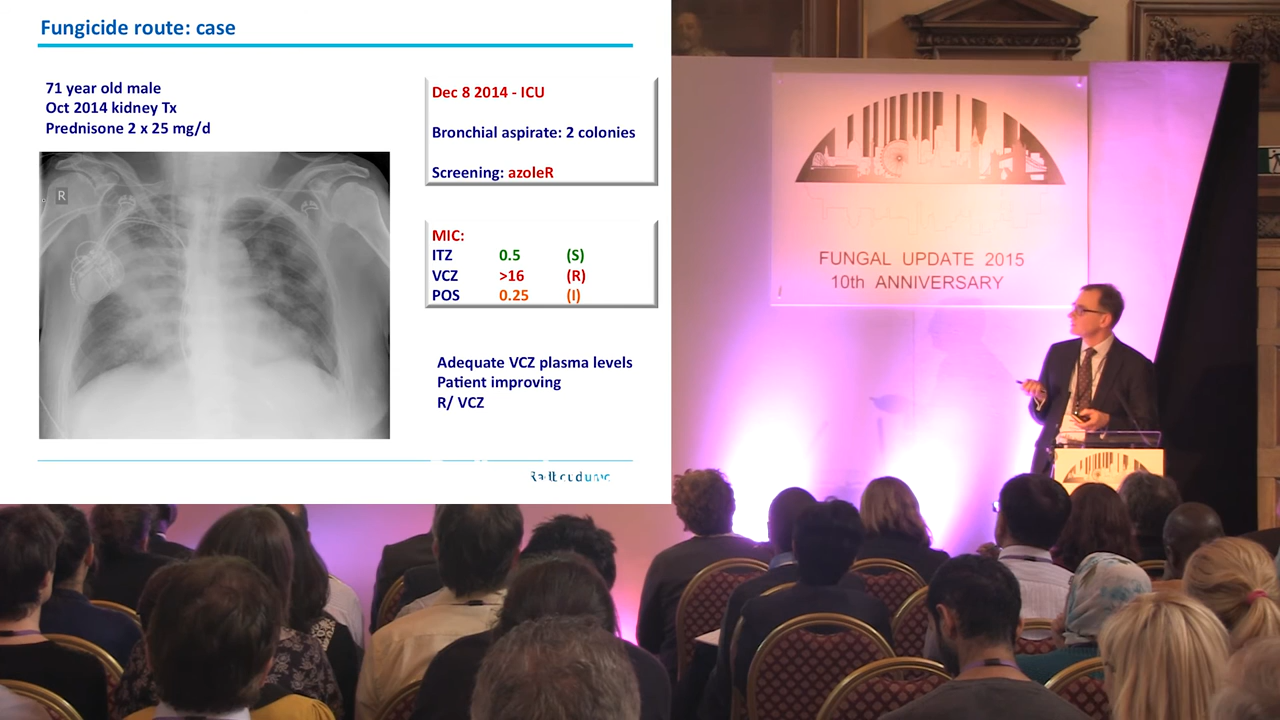 Fungicide route: case
71 year old male
Oct 2014 kidney Tx
Prednisone 2 x 25 mg/d
R
Dec 8 2014 - ICU
Bronchial aspirate: 2 colonies
Screening: azoleR
MIC:
ITZ 0.5 (S)
VCZ >16 (R)
POS 0.25 (I)
Adequate VCZ plasma levels
Patient improving
R/ VCZ
Radboudumc
FUNGAL UPDATE 2015
10th ANNIVERSARY